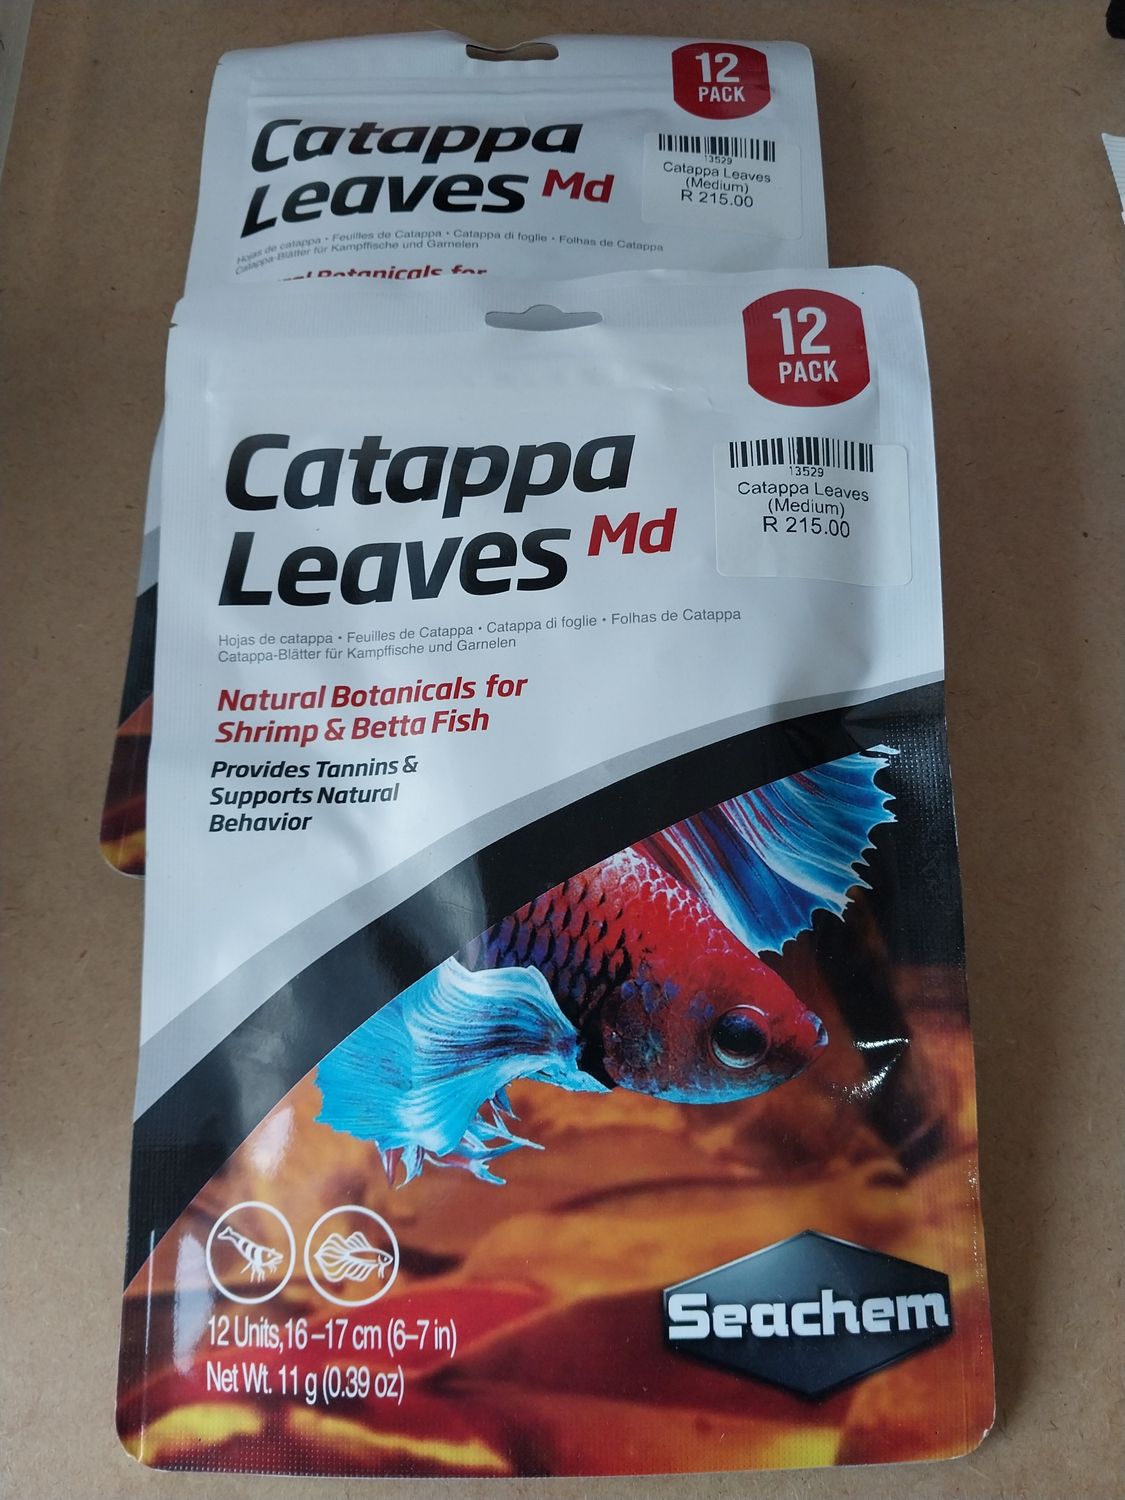 12
PACK
13529
Catappa Leaves
(Medium)
R 215.00
Catappa
Leaves Md
Hojas de catappa • Feuilles de Catappa • Catappa di foglie • Folhas de Catappa
Catappa-Blätter für Kampffische und Garnelen
Botanicals for
12
PACK
13529
Catappa Leaves
(Medium)
R 215.00
Catappa
Leaves Md
Hojas de catappa • Feuilles de Catappa • Catappa di foglie • Folhas de Catappa
Catappa-Blätter für Kampffische und Garnelen
Natural Botanicals for
Shrimp & Betta Fish
Provides Tannins &
Supports Natural
Behavior
12 Units, 16–17 cm (6–7 in)
Net Wt. 11 g (0.39 oz)
Seachem